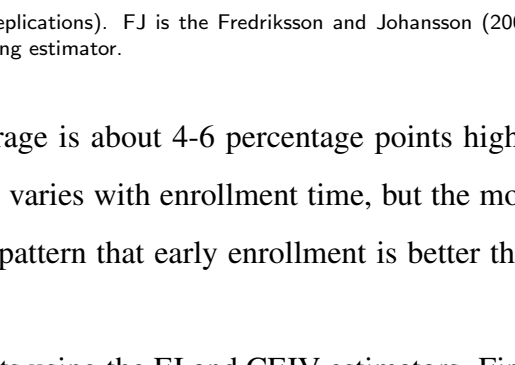 eplications). FJ is the Fredriksson and Johansson (200
ng estimator.
rage is about 4-6 percentage points high
varies with enrollment time, but the mo
pattern that early enrollment is better th
ts using the FJ and CEIV estimators. Fir